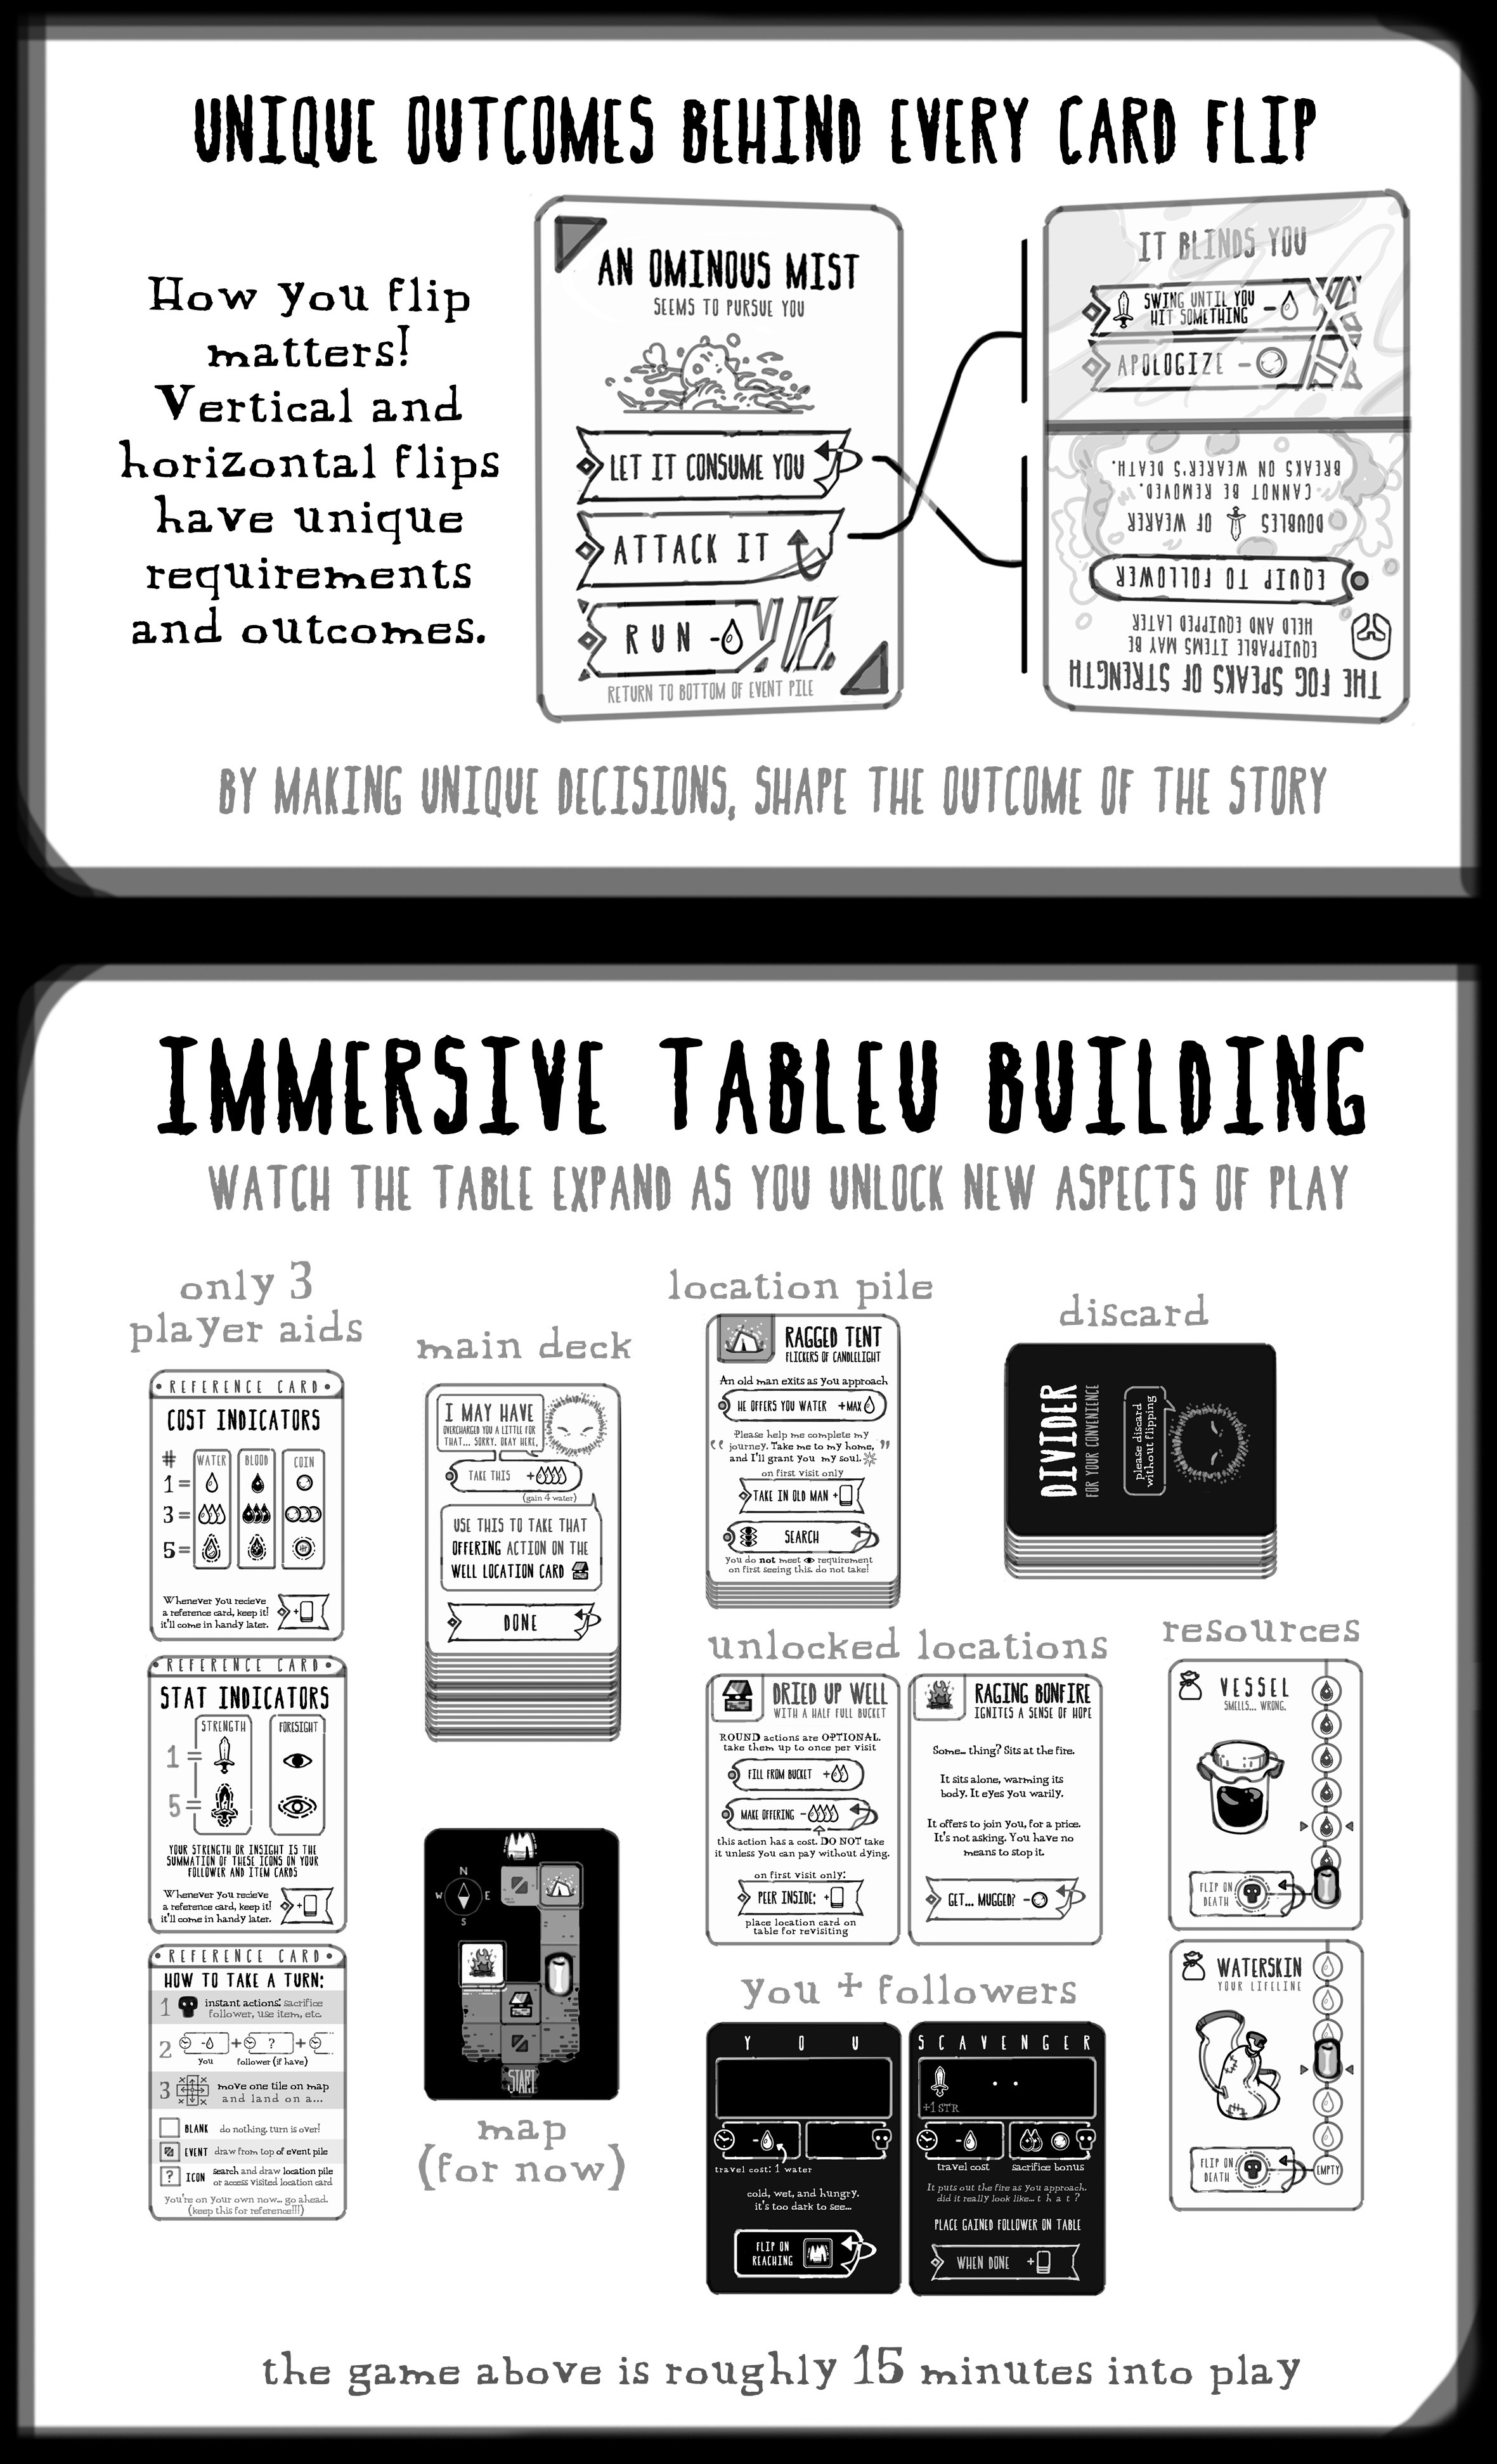 UNIQUE OUTCOMES BEHIND EVERY CARD FLIP
How you flip
matters!
Vertical and
horizontal flips
have unique
requirements
and outcomes.
AN OMINOUS MIST
SEEMS TO PURSUE YOU
LET IT CONSUME YOU
ATTACK IT
RUN -
RETURN TO BOTTOM OF EVENT PILE
IT BLINDS YOU
SWING UNTIL YOU
HIT SOMETHING -
APOLOGIZE -
THE FOG SPEAKS OF STRENGTH
EQUIPPABLE ITEMS MAY BE
HELD AND EQUIPPED LATER
EQUIP TO FOLLOWER
DOUBLES OF WEARER
CANNOT BE REMOVED.
BREAKS ON WEARER'S DEATH.
BY MAKING UNIQUE DECISIONS, SHAPE THE OUTCOME OF THE STORY
IMMERSIVE TABLEU BUILDING
WATCH THE TABLE EXPAND AS YOU UNLOCK NEW ASPECTS OF PLAY
only 3
player aids
REFERENCE CARD
COST INDICATORS
# WATER BLOOD COIN
1 =
3 =
5 =
Whenever you recieve
a reference card, keep it!
it'll come in handy later.
+
REFERENCE CARD
STAT INDICATORS
STRENGTH FORESIGHT
1 =
5 =
YOUR STRENGTH OR INSIGHT IS THE
SUMMATION OF THESE ICONS ON YOUR
FOLLOWER AND ITEM CARDS
Whenever you recieve
a reference card, keep it!
it'll come in handy later.
+
REFERENCE CARD
HOW TO TAKE A TURN:
1 instant actions: sacrifice
follower, use item, etc.
2 - + ? +
you follower (if have)
3 move one tile on map
and land on a...
BLANK do nothing. turn is over!
EVENT draw from top of event pile
? ICON search and draw location pile
or access visited location card
you're on your own now... go ahead.
(keep this for reference!!!)
main deck
I MAY HAVE
OVERCHARGED YOU A LITTLE FOR
THAT... SORRY. OKAY HERE,
TAKE THIS +
(gain 4 water)
USE THIS TO TAKE THAT
OFFERING ACTION ON THE
WELL LOCATION CARD
DONE
N
W E
S
START
map
(for now)
location pile
RAGGED TENT
FLICKERS OF CANDLELIGHT
An old man exits as you approach
HE OFFERS YOU WATER +MAX
“ Please help me complete my
journey. Take me to my home, ”
and I'll grant you my soul.
on first visit only
TAKE IN OLD MAN +
SEARCH
you do not meet requirement
on first seeing this. do not take!
discard
DIVIDER
FOR YOUR CONVENIENCE
please discard
without flipping
unlocked locations
DRIED UP WELL
WITH A HALF FULL BUCKET
ROUND actions are OPTIONAL.
take them up to once per visit
FILL FROM BUCKET +
MAKE OFFERING -
this action has a cost. DO NOT take
it unless you can pay without dying.
on first visit only:
PEER INSIDE: +
place location card on
table for revisiting
RAGING BONFIRE
IGNITES A SENSE OF HOPE
Some... thing? Sits at the fire.
It sits alone, warming its
body. It eyes you warily.
It offers to join you, for a price.
It's not asking. You have no
means to stop it.
GET... MUGGED? -
resources
VESSEL
SMELLS... WRONG.
FLIP ON
DEATH
WATERSKIN
YOUR LIFELINE
FLIP ON
DEATH
EMPTY
you + followers
YOU
-
travel cost: 1 water
cold, wet, and hungry.
it's too dark to see...
FLIP ON
REACHING
SCAVENGER
+1 STR
-
travel cost sacrifice bonus
It puts out the fire as you approach.
did it really look like... t h a t ?
PLACE GAINED FOLLOWER ON TABLE
WHEN DONE +
the game above is roughly 15 minutes into play